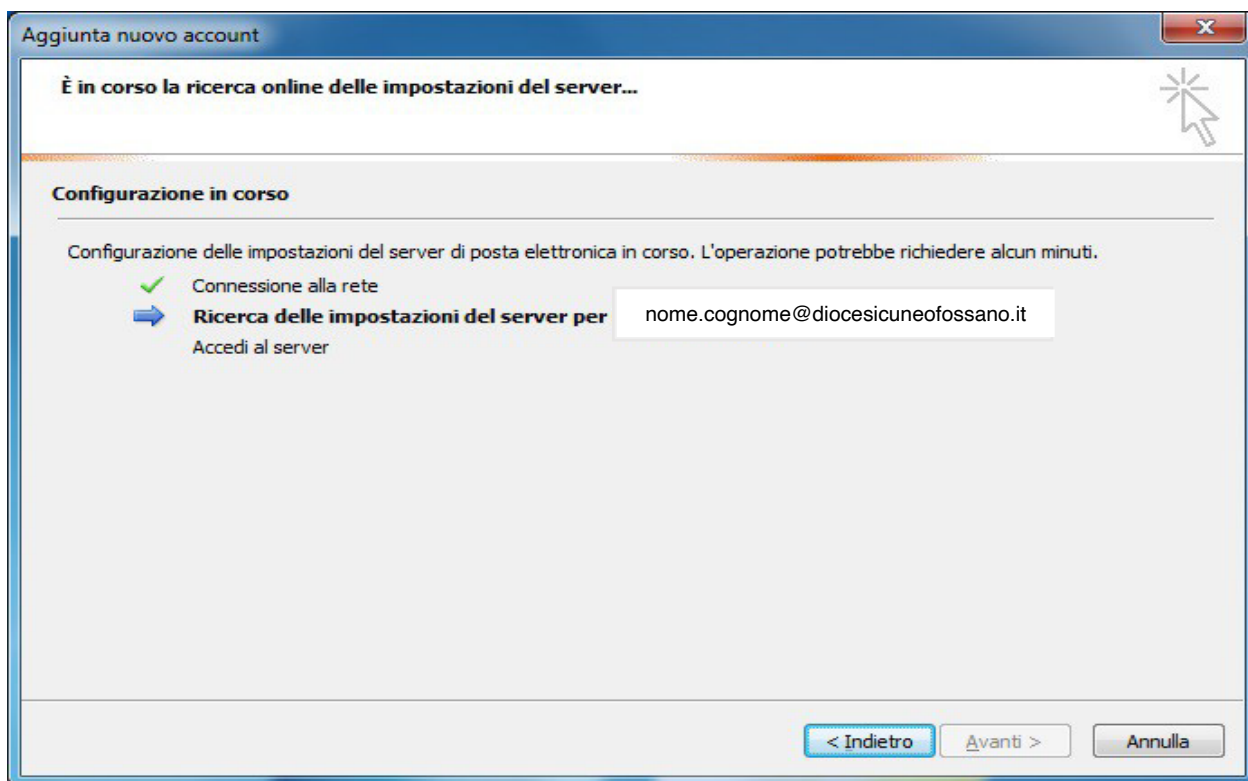 Aggiunta nuovo account
È in corso la ricerca online delle impostazioni del server...
Configurazione in corso
Configurazione delle impostazioni del server di posta elettronica in corso. L'operazione potrebbe richiedere alcun minuti.
Connessione alla rete
Ricerca delle impostazioni del server per nome.cognome@diocesicuneofossano.it
Accedi al server
< Indietro Avanti > Annulla